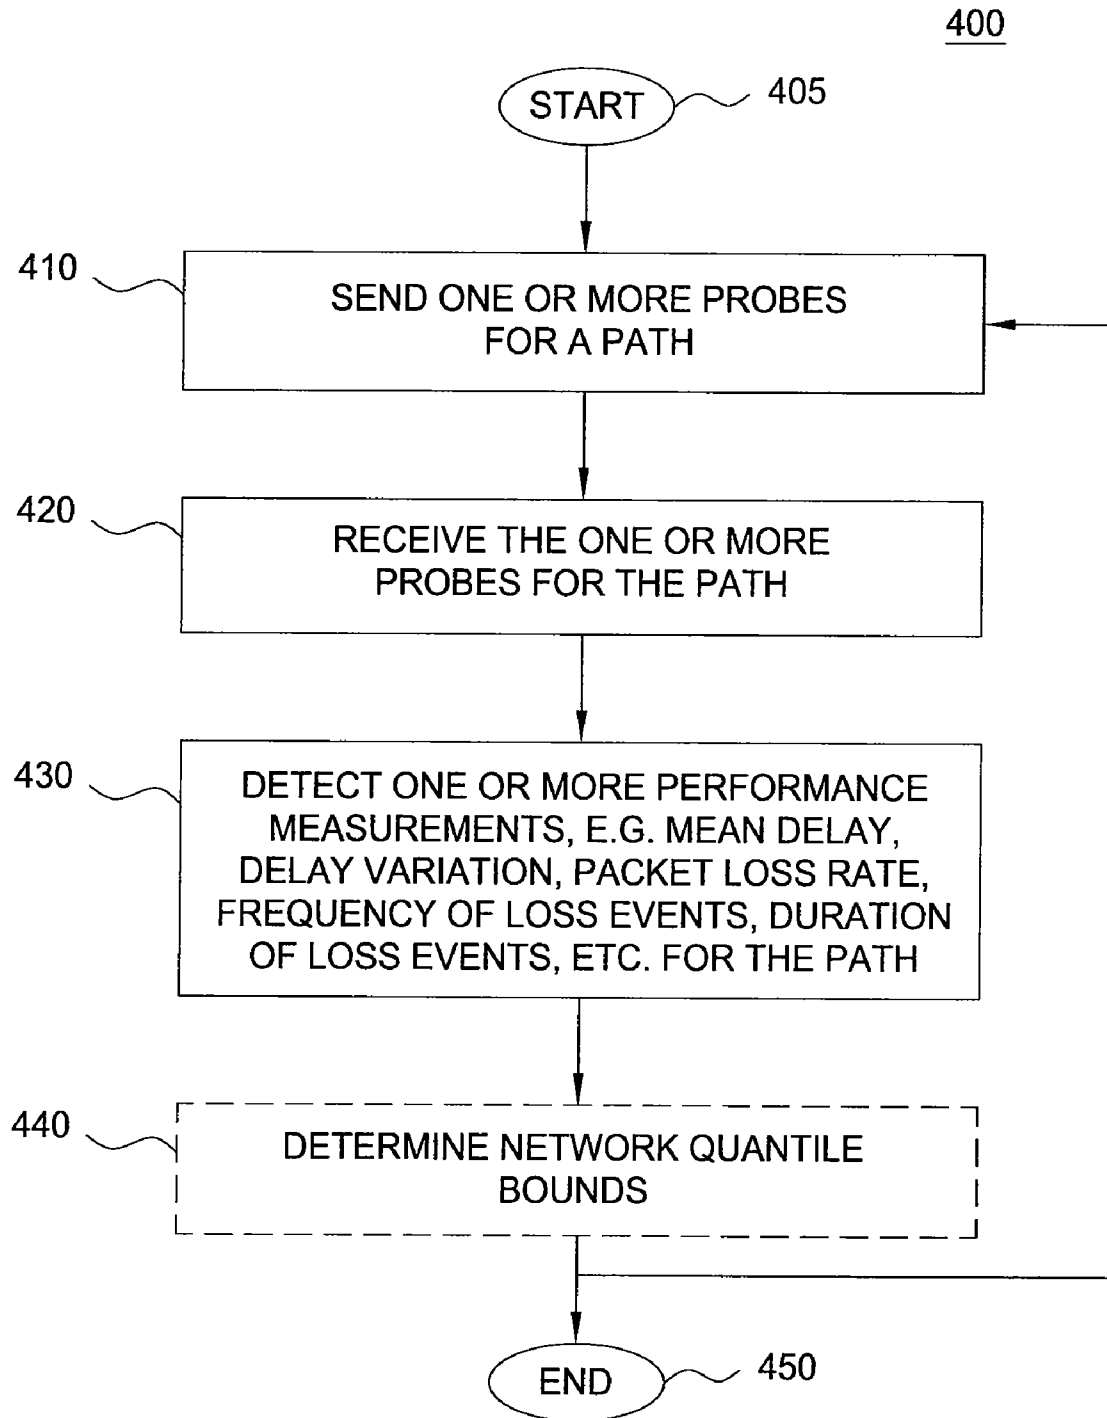 400
START
405
410
SEND ONE OR MORE PROBES
FOR A PATH
420
RECEIVE THE ONE OR MORE
PROBES FOR THE PATH
430
DETECT ONE OR MORE PERFORMANCE
MEASUREMENTS, E.G. MEAN DELAY,
DELAY VARIATION, PACKET LOSS RATE,
FREQUENCY OF LOSS EVENTS, DURATION
OF LOSS EVENTS, ETC. FOR THE PATH
440
DETERMINE NETWORK QUANTILE
BOUNDS
END
450